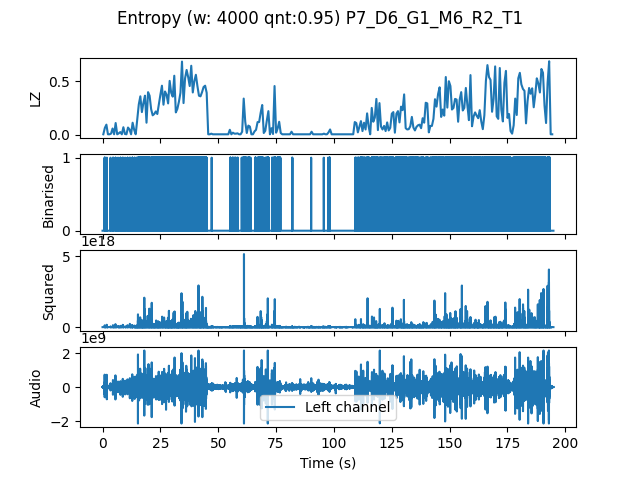 Entropy (w: 4000 qnt:0.95) P7_D6_G1_M6_R2_T1
LZ
0.5
0.0
Binarised
1
0
1e18
Squared
5
0
1e9
Audio
2
0
−2
Left channel
0 25 50 75 100 125 150 175 200
Time (s)